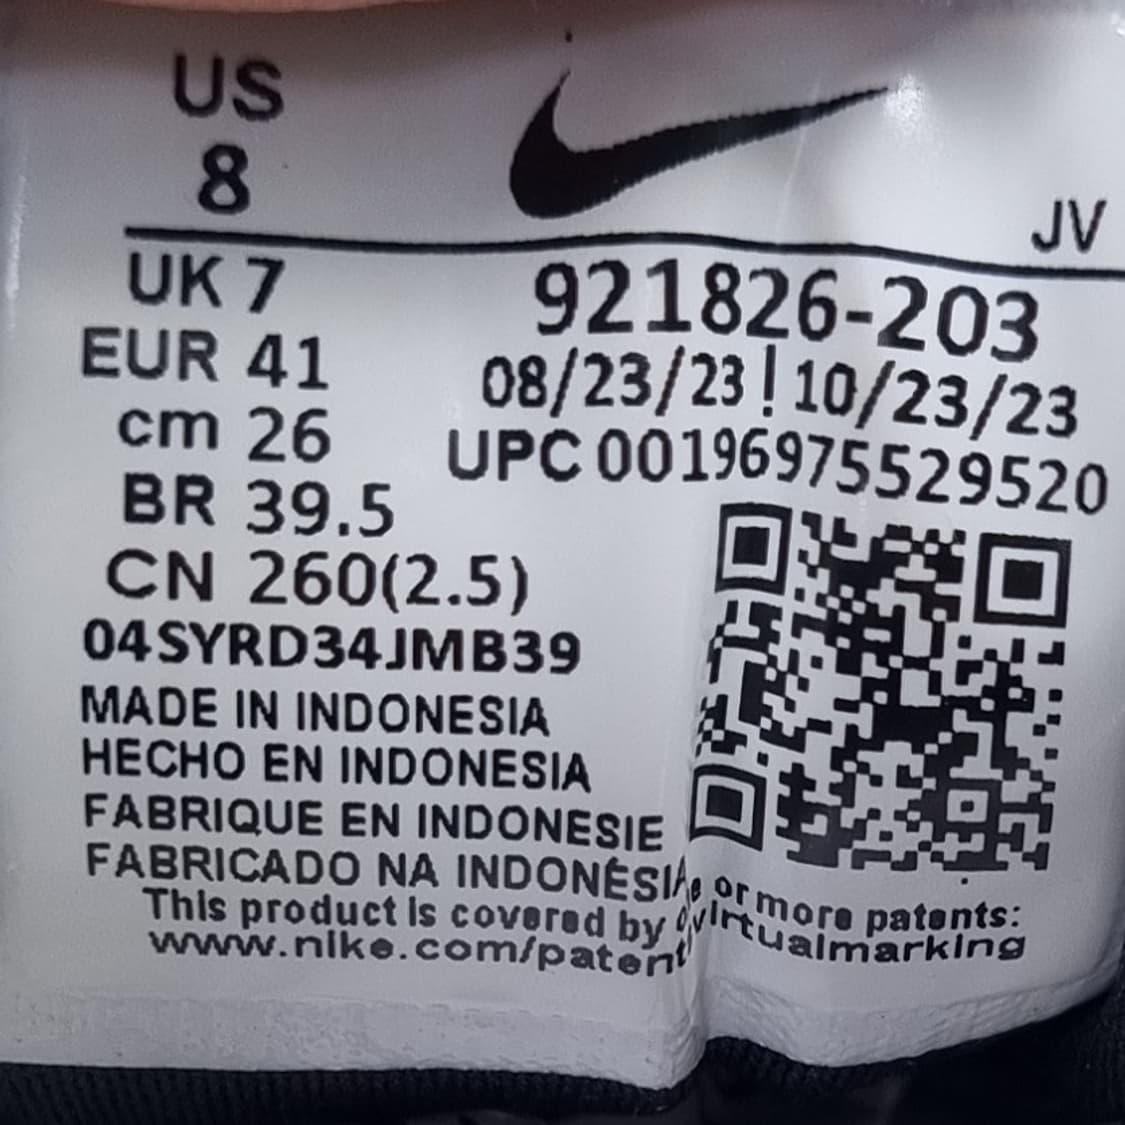 US
8
JV
UK 7
EUR 41
cm 26
BR 39.5
CN 260(2.5)
921826-203
08/23/23 ! 10/23/23
UPC 00196975529520
04SYRD34JMB39
MADE IN INDONESIA
HECHO EN INDONESIA
FABRIQUE EN INDONESIE
FABRICADO NA INDONÉSIA
This product is covered by or more patents:
www.nike.com/patent virtualmarking